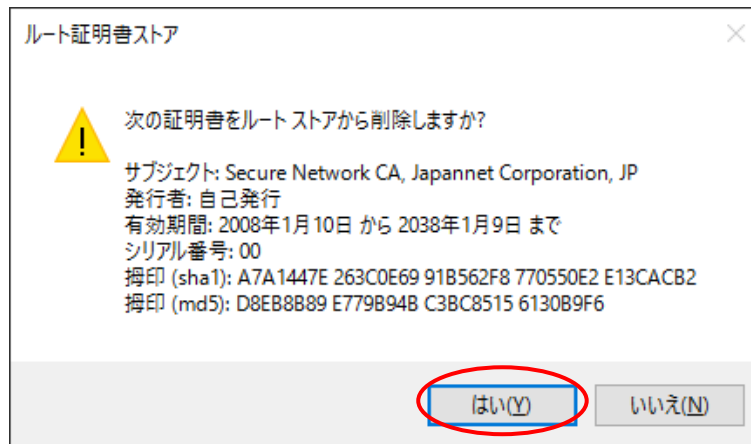 ルート証明書ストア
次の証明書をルート ストアから削除しますか?
サブジェクト: Secure Network CA, Japannet Corporation, JP
発行者: 自己発行
有効期間: 2008年1月10日 から 2038年1月9日 まで
シリアル番号: 00
拇印 (sha1): A7A1447E 263C0E69 91B562F8 770550E2 E13CACB2
拇印 (md5): D8EB8B89 E779B94B C3BC8515 6130B9F6
はい(Y)
いいえ(N)